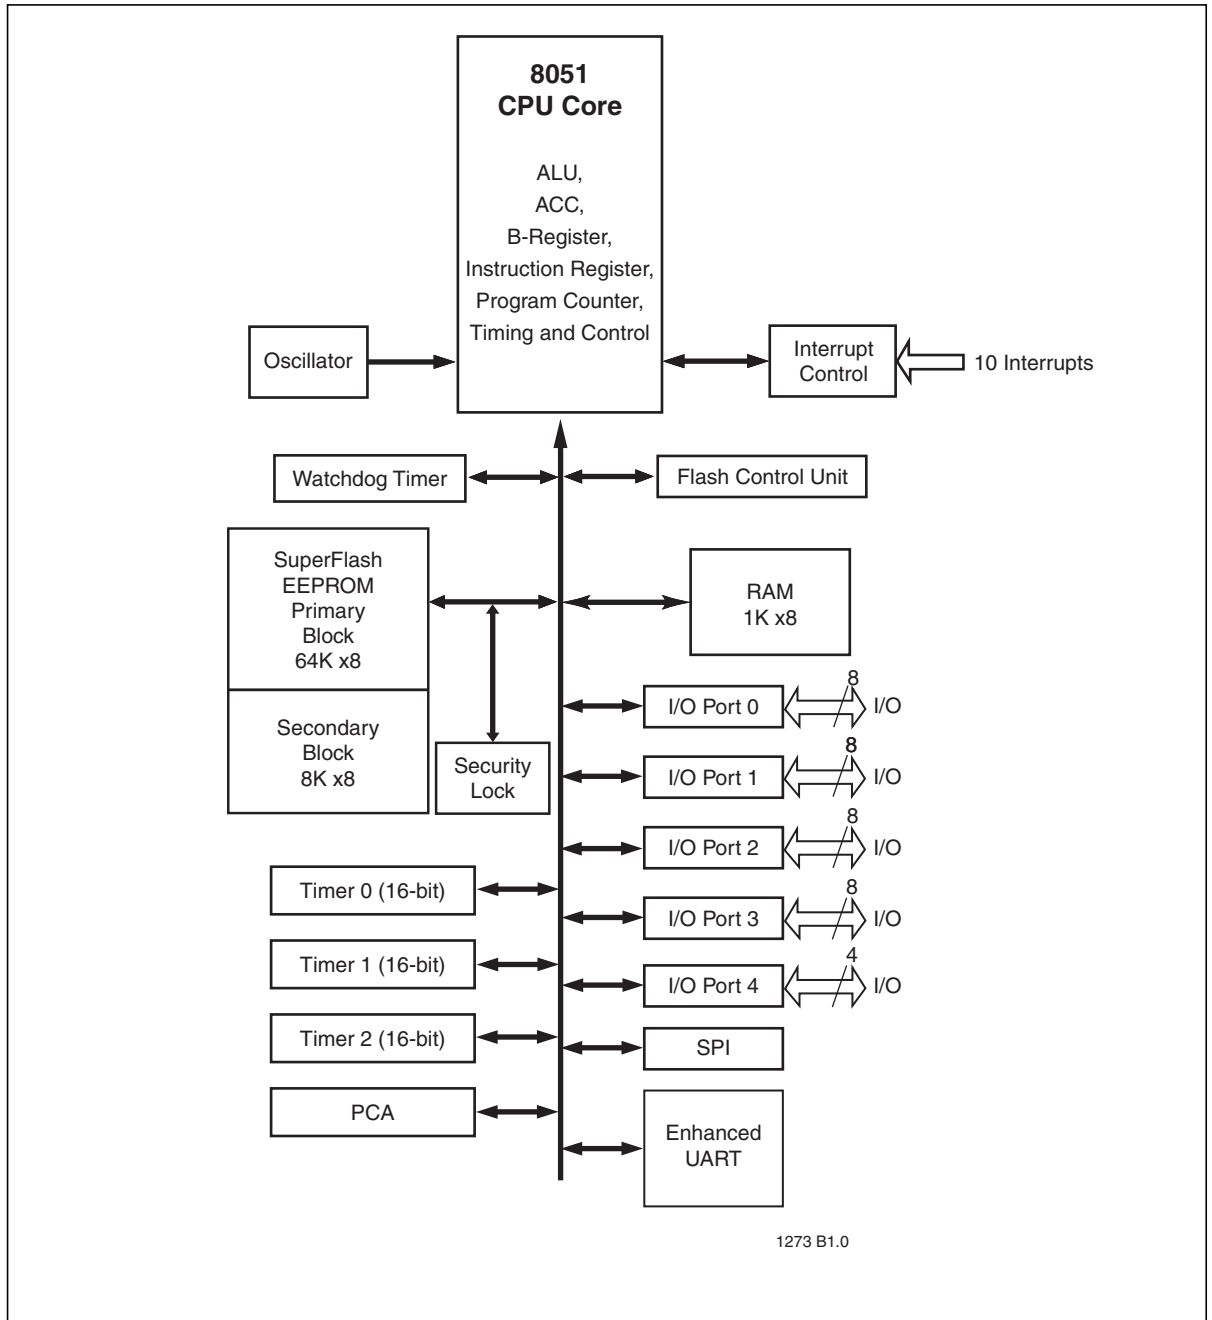 8051
CPU Core
ALU,
ACC,
B-Register,
Instruction Register,
Program Counter,
Timing and Control
Oscillator
Interrupt
Control
10 Interrupts
Watchdog Timer
Flash Control Unit
SuperFlash
EEPROM
Primary
Block
64K x8
RAM
1K x8
Secondary
Block
8K x8
Security
Lock
8
I/O Port 0
I/O
8
I/O Port 1
I/O
8
I/O Port 2
I/O
8
I/O Port 3
I/O
4
I/O Port 4
I/O
Timer 0 (16-bit)
Timer 1 (16-bit)
Timer 2 (16-bit)
SPI
PCA
Enhanced
UART
1273 B1.0